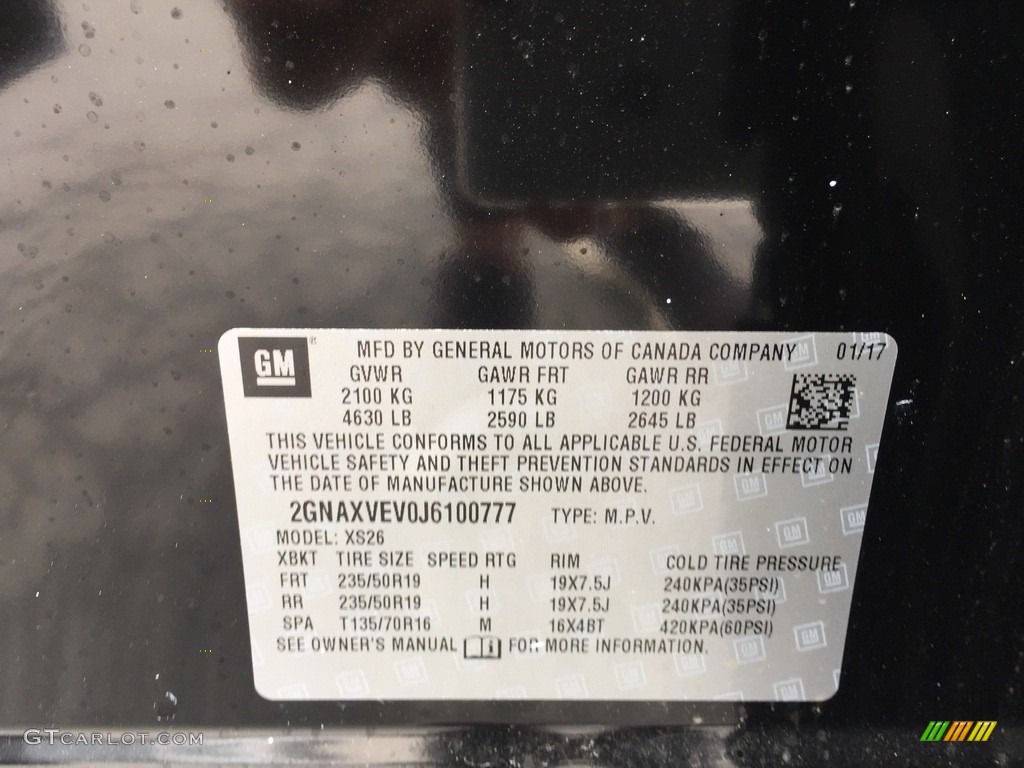 GM ® MFD BY GENERAL MOTORS OF CANADA COMPANY 01/17
GVWR GAWR FRT GAWR RR
2100 KG 1175 KG 1200 KG
4630 LB 2590 LB 2645 LB
THIS VEHICLE CONFORMS TO ALL APPLICABLE U.S. FEDERAL MOTOR
VEHICLE SAFETY AND THEFT PREVENTION STANDARDS IN EFFECT ON
THE DATE OF MANUFACTURE SHOWN ABOVE.
2GNAXVEV0J6100777 TYPE: M.P.V.
MODEL: XS26
XBKT TIRE SIZE SPEED RTG RIM COLD TIRE PRESSURE
FRT 235/50R19 H 19X7.5J 240KPA(35PSI)
RR 235/50R19 H 19X7.5J 240KPA(35PSI)
SPA T135/70R16 M 16X4BT 420KPA(60PSI)
SEE OWNER'S MANUAL FOR MORE INFORMATION.
GTcarlot.com